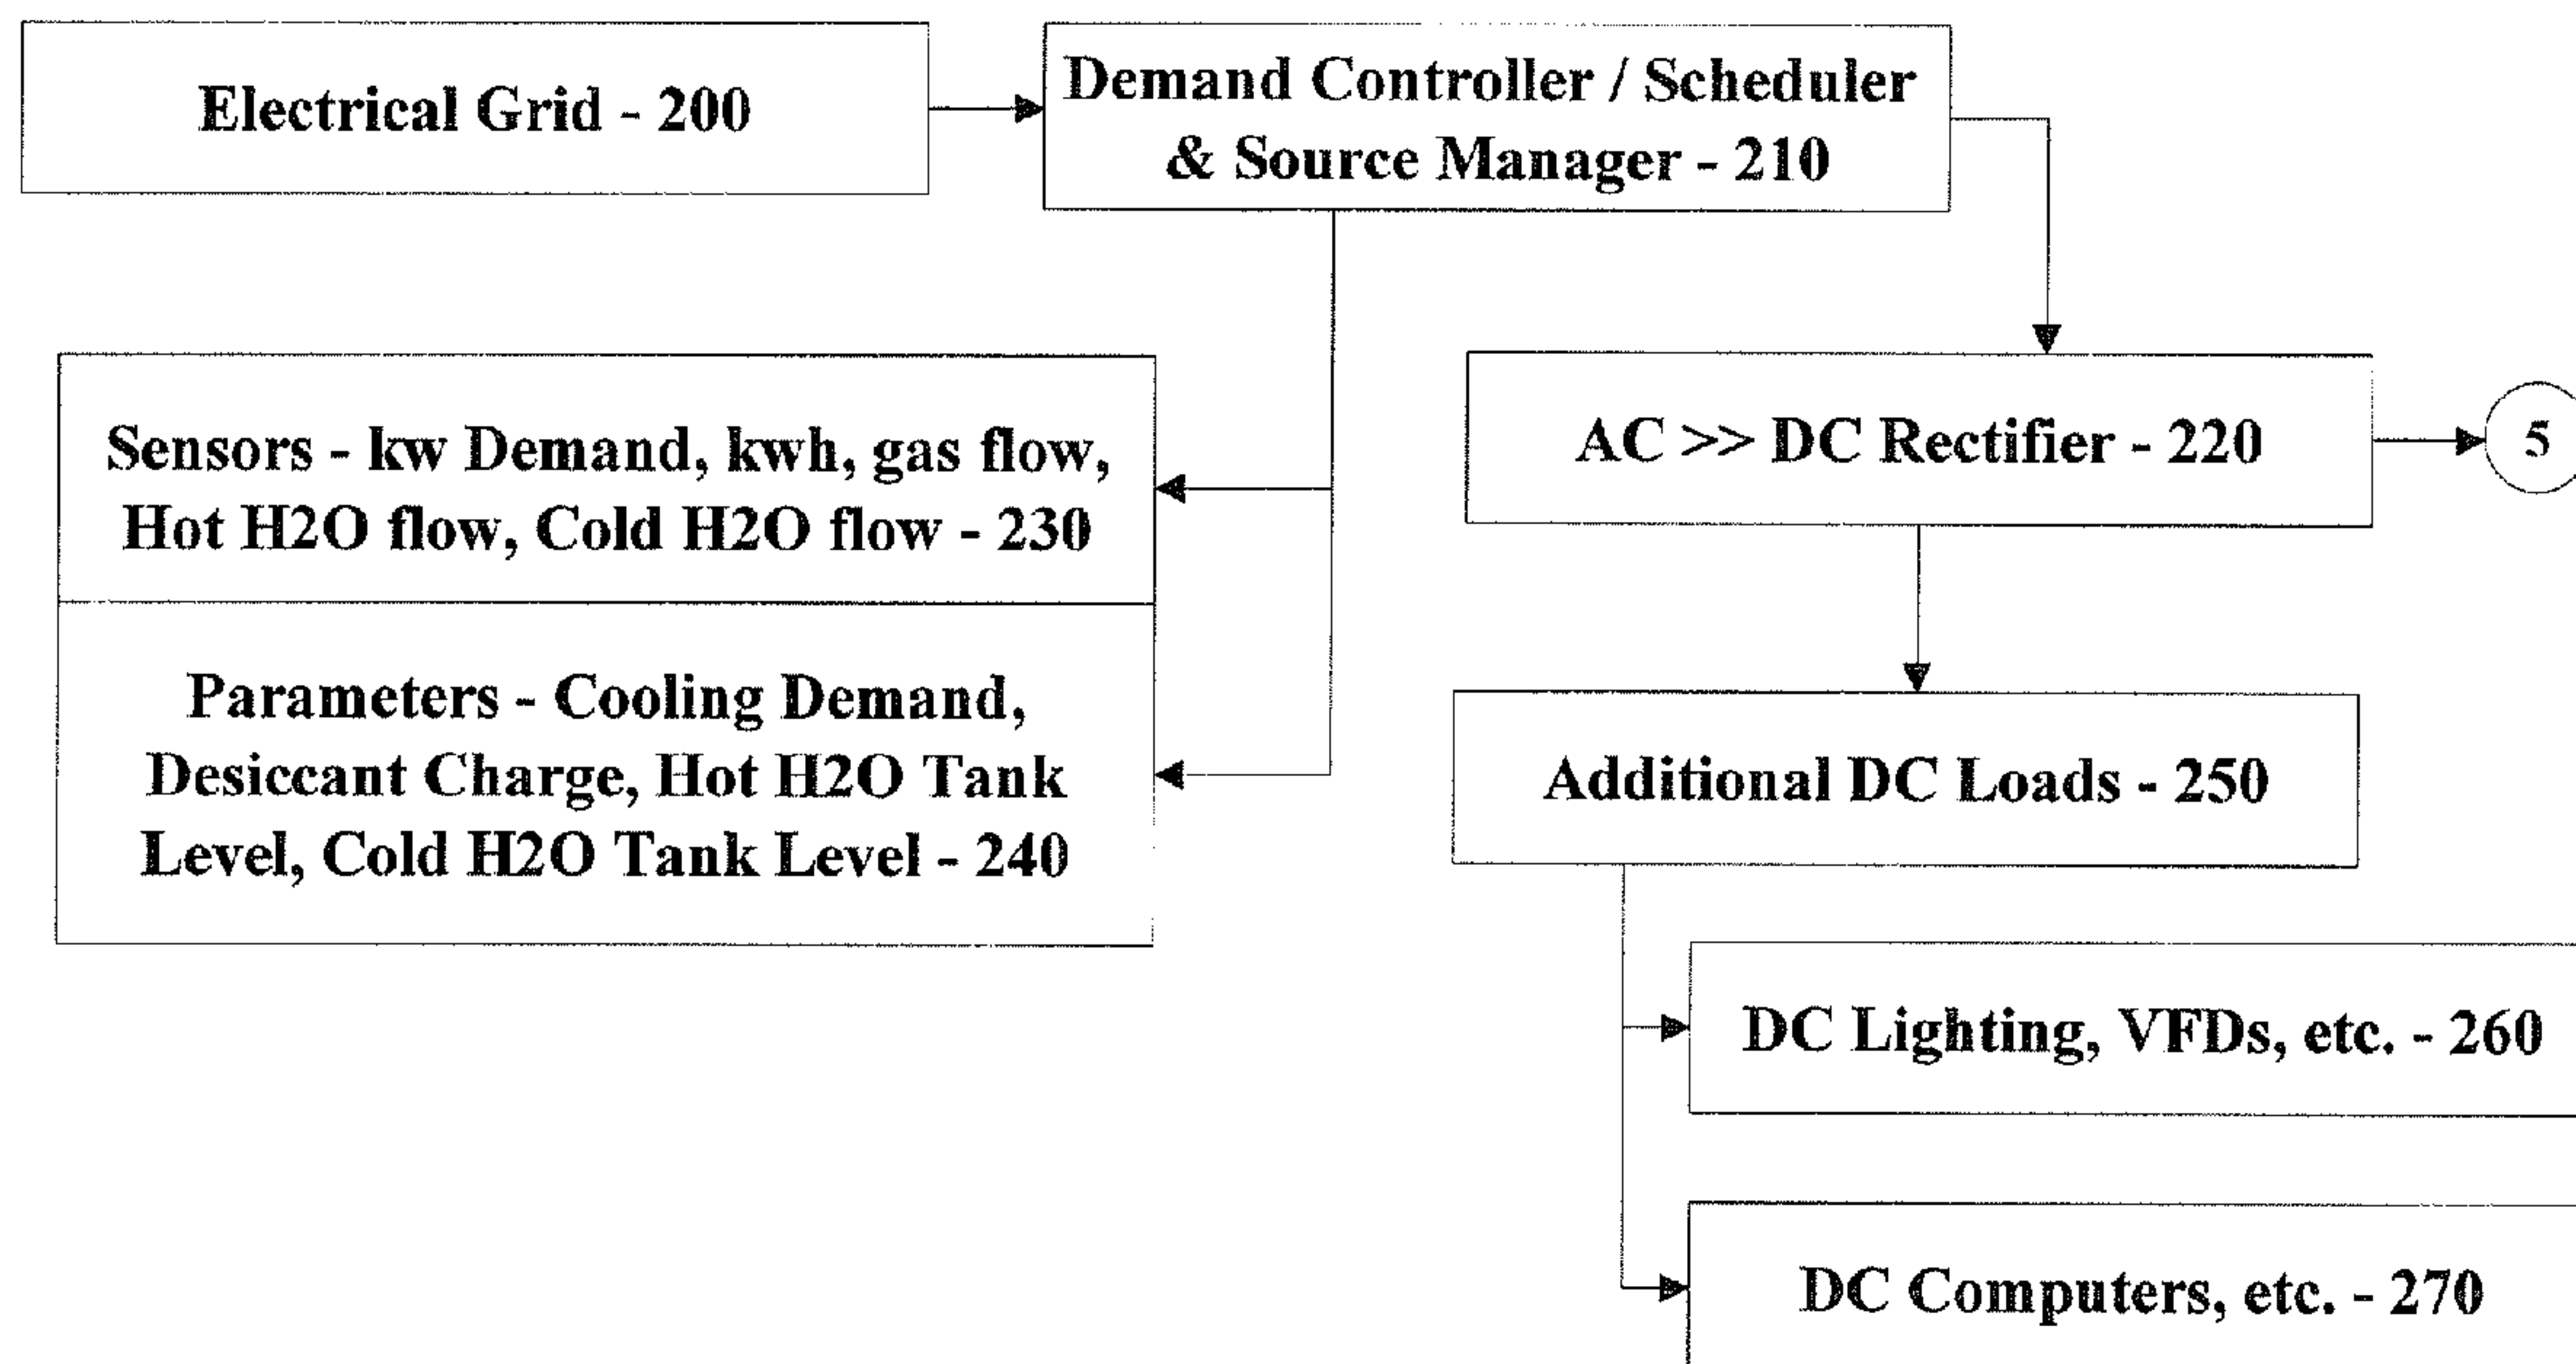 Electrical Grid - 200
Demand Controller / Scheduler
& Source Manager - 210
Sensors - kw Demand, kwh, gas flow,
Hot H2O flow, Cold H2O flow - 230
AC >> DC Rectifier - 220
5
Parameters - Cooling Demand,
Desiccant Charge, Hot H2O Tank
Level, Cold H2O Tank Level - 240
Additional DC Loads - 250
DC Lighting, VFDs, etc. - 260
DC Computers, etc. - 270